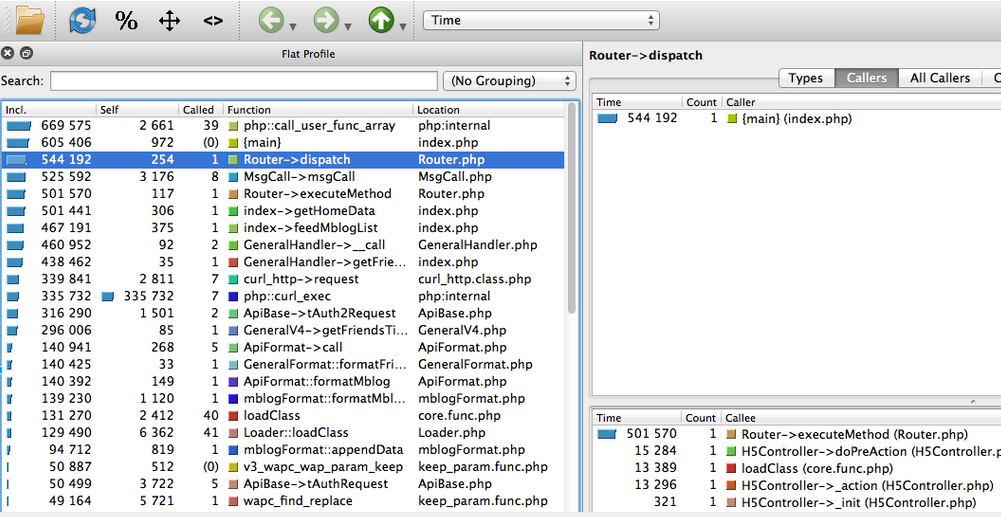 % <> Time
Flat Profile
Search: (No Grouping)
Incl. Self Called Function Location
669 575 2 661 39 php::call_user_func_array php:internal
605 406 972 (0) {main} index.php
544 192 254 1 Router->dispatch Router.php
525 592 3 176 8 MsgCall->msgCall MsgCall.php
501 570 117 1 Router->executeMethod Router.php
501 441 306 1 index->getHomeData index.php
467 191 375 1 index->feedMblogList index.php
460 952 92 2 GeneralHandler->__call GeneralHandler.php
438 462 35 1 GeneralHandler->getFrie... index.php
339 841 2 811 7 curl_http->request curl_http.class.php
335 732 335 732 7 php::curl_exec php:internal
316 290 1 501 2 ApiBase->tAuth2Request ApiBase.php
296 006 85 1 GeneralV4->getFriendsTi... GeneralV4.php
140 941 268 5 ApiFormat->call ApiFormat.php
140 425 33 1 GeneralFormat::formatFri... GeneralFormat.php
140 392 149 1 ApiFormat::formatMblog ApiFormat.php
139 230 1 120 1 mblogFormat::formatMbl... mblogFormat.php
131 270 2 412 40 loadClass core.func.php
129 490 6 362 41 Loader::loadClass Loader.php
94 712 819 1 mblogFormat::appendData mblogFormat.php
50 887 512 (0) v3_wapc_wap_param_keep keep_param.func.php
50 499 3 722 5 ApiBase->tAuthRequest ApiBase.php
49 164 5 721 1 wapc_find_replace keep_param.func.php
Router->dispatch
Types Callers All Callers
Time Count Caller
544 192 1 {main} (index.php)
Time Count Callee
501 570 1 Router->executeMethod (Router.php)
15 284 1 H5Controller->doPreAction (H5Controller.php)
13 389 1 loadClass (core.func.php)
13 296 1 H5Controller->_action (H5Controller.php)
321 1 H5Controller->_init (H5Controller.php)